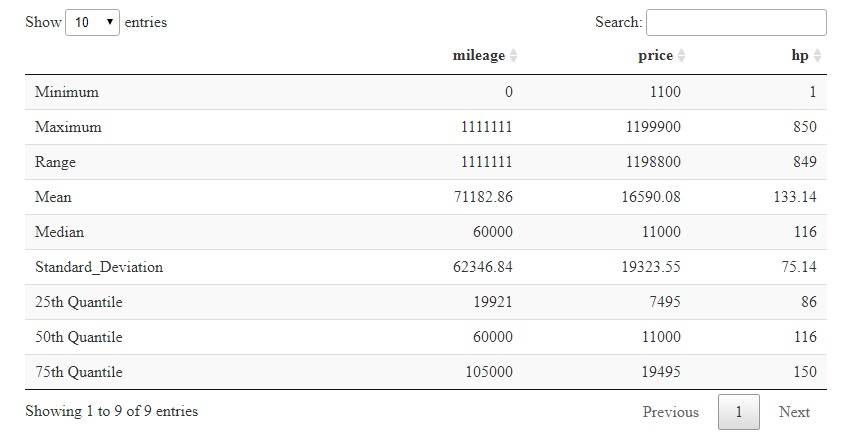 Show 10 entries Search:
mileage price hp
Minimum 0 1100 1
Maximum 1111111 1199900 850
Range 1111111 1198800 849
Mean 71182.86 16590.08 133.14
Median 60000 11000 116
Standard_Deviation 62346.84 19323.55 75.14
25th Quantile 19921 7495 86
50th Quantile 60000 11000 116
75th Quantile 105000 19495 150
Showing 1 to 9 of 9 entries Previous 1 Next